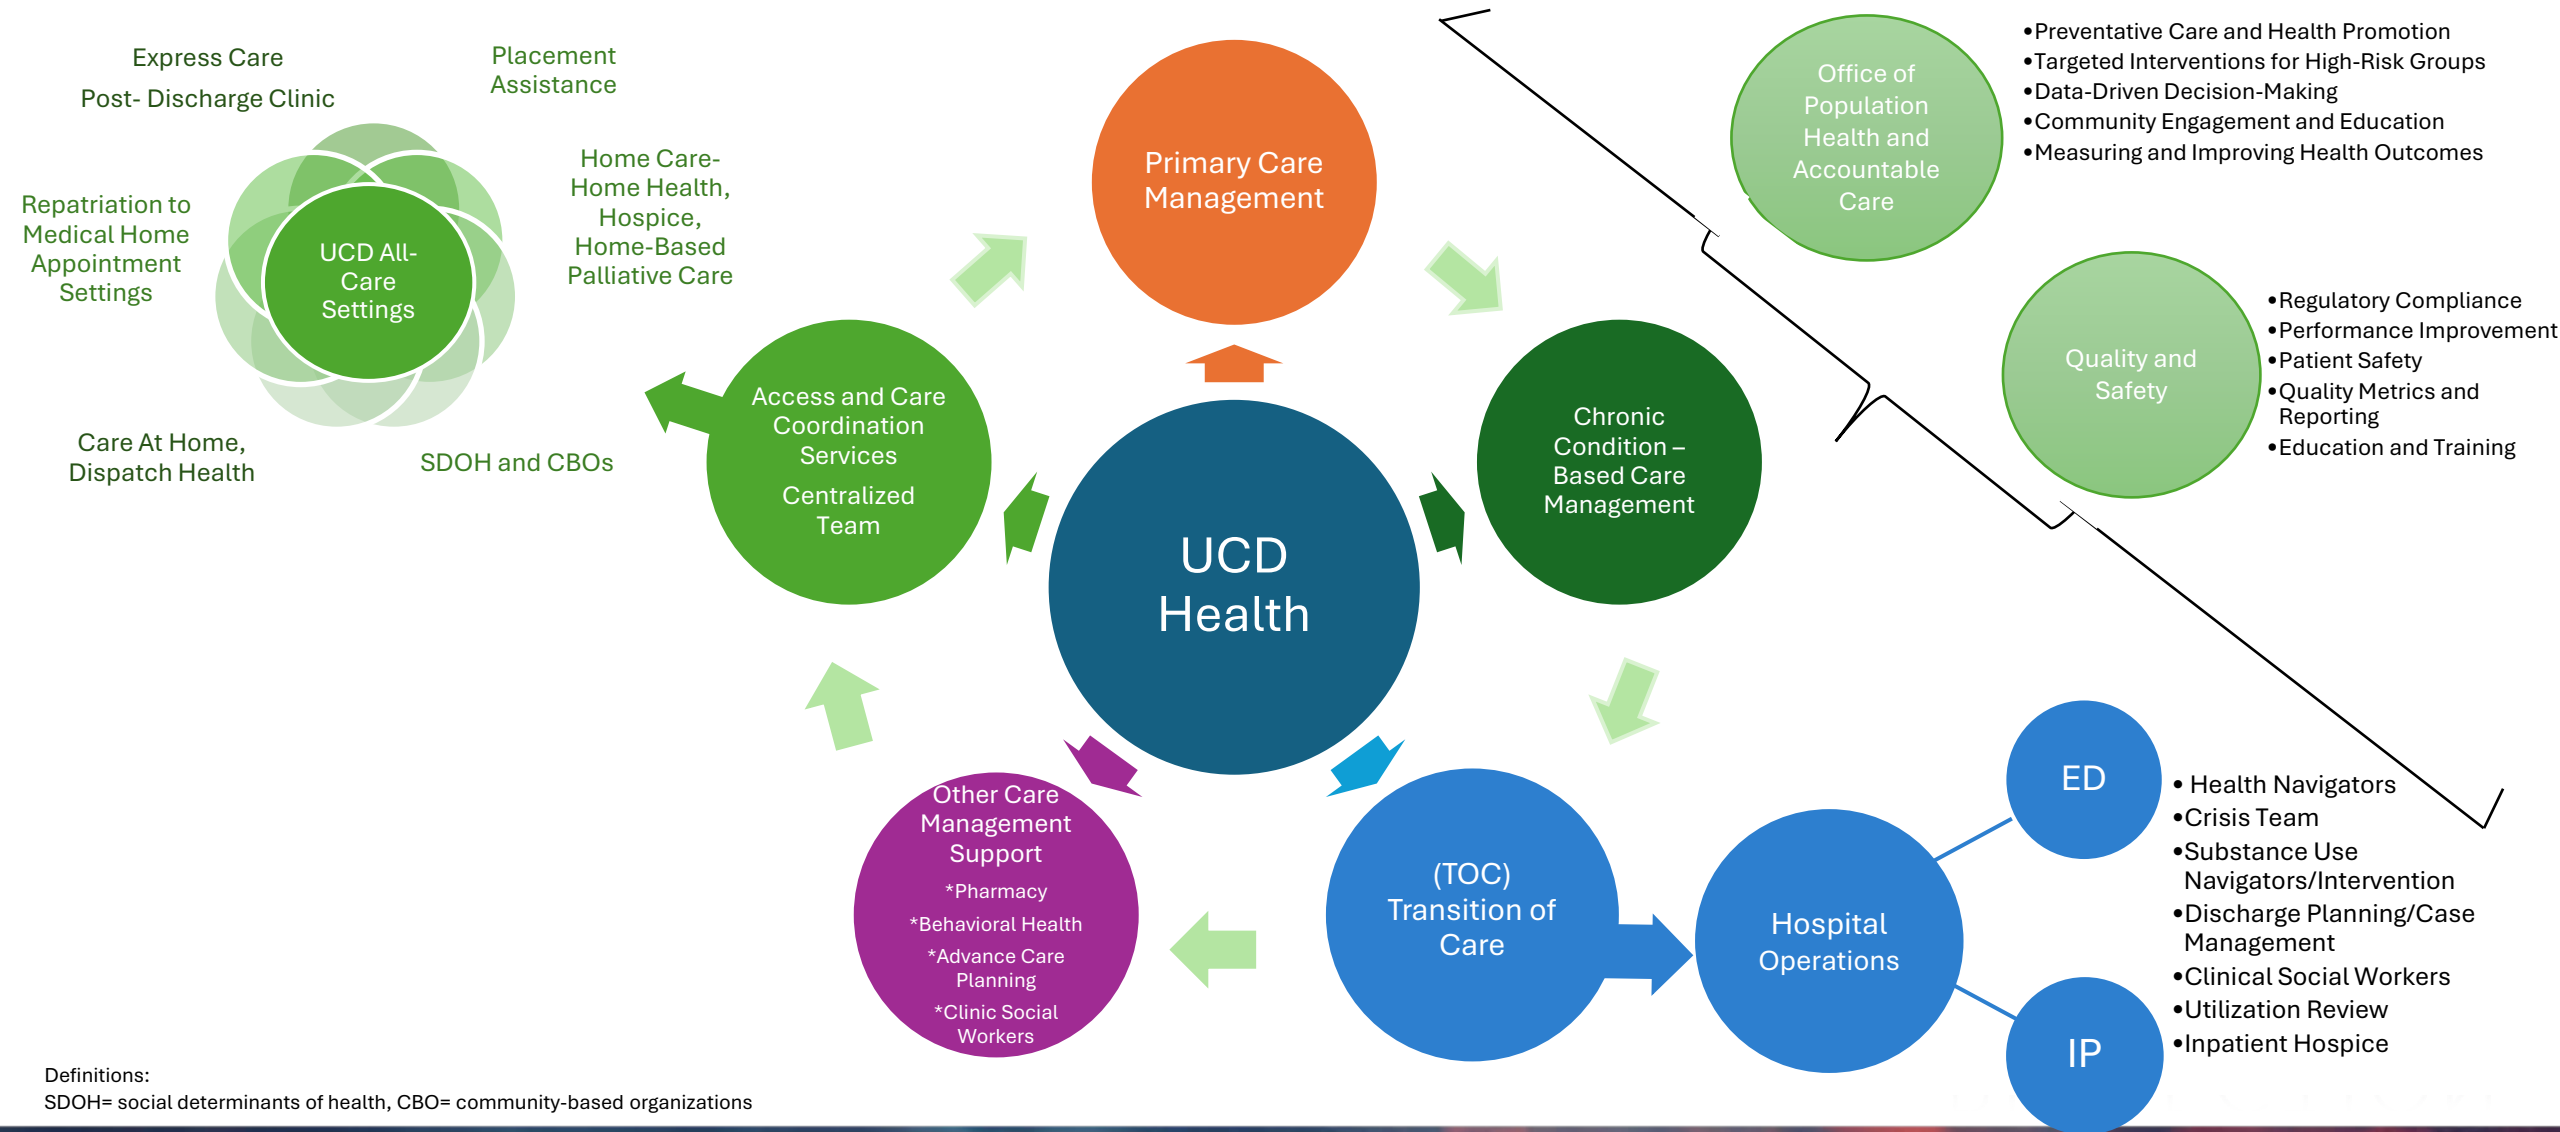 Express Care
Post- Discharge Clinic
Placement
Assistance
Home Care-
Home Health,
Hospice,
Home-Based
Palliative Care
Repatriation to
Medical Home
Appointment
Settings
UCD All-
Care
Settings
Care At Home,
Dispatch Health
SDOH and CBOs
Access and Care
Coordination
Services
Centralized
Team
Primary Care
Management
Chronic
Condition –
Based Care
Management
UCD
Health
Other Care
Management
Support
*Pharmacy
*Behavioral Health
*Advance Care
Planning
*Clinic Social
Workers
(TOC)
Transition of
Care
Hospital
Operations
ED
IP
• Health Navigators
•Crisis Team
•Substance Use
Navigators/Intervention
•Discharge Planning/Case
Management
•Clinical Social Workers
•Utilization Review
•Inpatient Hospice
Office of
Population
Health and
Accountable
Care
•Preventative Care and Health Promotion
•Targeted Interventions for High-Risk Groups
•Data-Driven Decision-Making
•Community Engagement and Education
•Measuring and Improving Health Outcomes
Quality and
Safety
•Regulatory Compliance
•Performance Improvement
•Patient Safety
•Quality Metrics and
Reporting
•Education and Training
Definitions:
SDOH= social determinants of health, CBO= community-based organizations